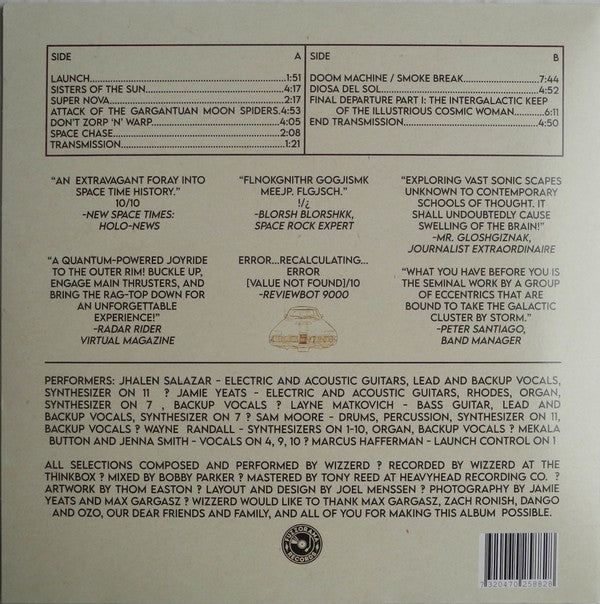 SIDE A
LAUNCH 1:51
SISTERS OF THE SUN 4:17
SUPER NOVA 2:17
ATTACK OF THE GARGANTUAN MOON SPIDERS 4:53
DON'T ZORP 'N' WARP 4:05
SPACE CHASE 2:08
TRANSMISSION 1:21
SIDE B
DOOM MACHINE / SMOKE BREAK 7:44
DIOSA DEL SOL 4:52
FINAL DEPARTURE PART I: THE INTERGALACTIC KEEP
OF THE ILLUSTRIOUS COSMIC WOMAN 6:11
END TRANSMISSION 4:50
"AN EXTRAVAGANT FORAY INTO
SPACE TIME HISTORY."
10/10
-NEW SPACE TIMES:
HOLO-NEWS
"FLNOKGNITHR GOGJISMK
MEEJP. FLGJSCH."
!/¿
-BLORSH BLORSHKK,
SPACE ROCK EXPERT
"EXPLORING VAST SONIC SCAPES
UNKNOWN TO CONTEMPORARY
SCHOOLS OF THOUGHT. IT
SHALL UNDOUBTEDLY CAUSE
SWELLING OF THE BRAIN!"
-MR. GLOSHGIZNAK,
JOURNALIST EXTRAORDINAIRE
"A QUANTUM-POWERED JOYRIDE
TO THE OUTER RIM! BUCKLE UP,
ENGAGE MAIN THRUSTERS, AND
BRING THE RAG-TOP DOWN FOR
AN UNFORGETTABLE
EXPERIENCE!"
-RADAR RIDER
VIRTUAL MAGAZINE
ERROR...RECALCULATING...
ERROR
[VALUE NOT FOUND]/10
-REVIEWBOT 9000
"WHAT YOU HAVE BEFORE YOU IS
THE SEMINAL WORK BY A GROUP
OF ECCENTRICS THAT ARE
BOUND TO TAKE THE GALACTIC
CLUSTER BY STORM."
-PETER SANTIAGO,
BAND MANAGER
PERFORMERS: JHALEN SALAZAR - ELECTRIC AND ACOUSTIC GUITARS, LEAD AND BACKUP VOCALS,
SYNTHESIZER ON 11 ? JAMIE YEATS - ELECTRIC AND ACOUSTIC GUITARS, RHODES, ORGAN,
SYNTHESIZER ON 7 , BACKUP VOCALS ? LAYNE MATKOVICH - BASS GUITAR, LEAD AND
BACKUP VOCALS, SYNTHESIZER ON 7 ? SAM MOORE - DRUMS, PERCUSSION, SYNTHESIZER ON 11,
BACKUP VOCALS ? WAYNE RANDALL - SYNTHESIZERS ON 1-10, ORGAN, BACKUP VOCALS ? MEKALA
BUTTON AND JENNA SMITH - VOCALS ON 4, 9, 10 ? MARCUS HAFFERMAN - LAUNCH CONTROL ON 1
ALL SELECTIONS COMPOSED AND PERFORMED BY WIZZERD ? RECORDED BY WIZZERD AT THE
THINKBOX ? MIXED BY BOBBY PARKER ? MASTERED BY TONY REED AT HEAVYHEAD RECORDING CO. ?
ARTWORK BY THOM EASTON ? LAYOUT AND DESIGN BY JOEL MENSSEN ? PHOTOGRAPHY BY JAMIE
YEATS AND MAX GARGASZ ? WIZZERD WOULD LIKE TO THANK MAX GARGASZ, ZACH RONISH, DANGO
AND OZO, OUR DEAR FRIENDS AND FAMILY, AND ALL OF YOU FOR MAKING THIS ALBUM POSSIBLE.
FUZZORAMA
RECORDS
7 320470 258828